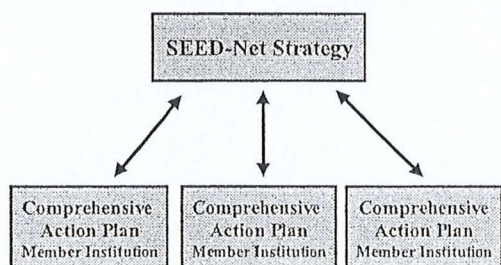 SEED-Net Strategy
Comprehensive
Action Plan
Member Institution
Comprehensive
Action Plan
Member Institution
Comprehensive
Action Plan
Member Institution